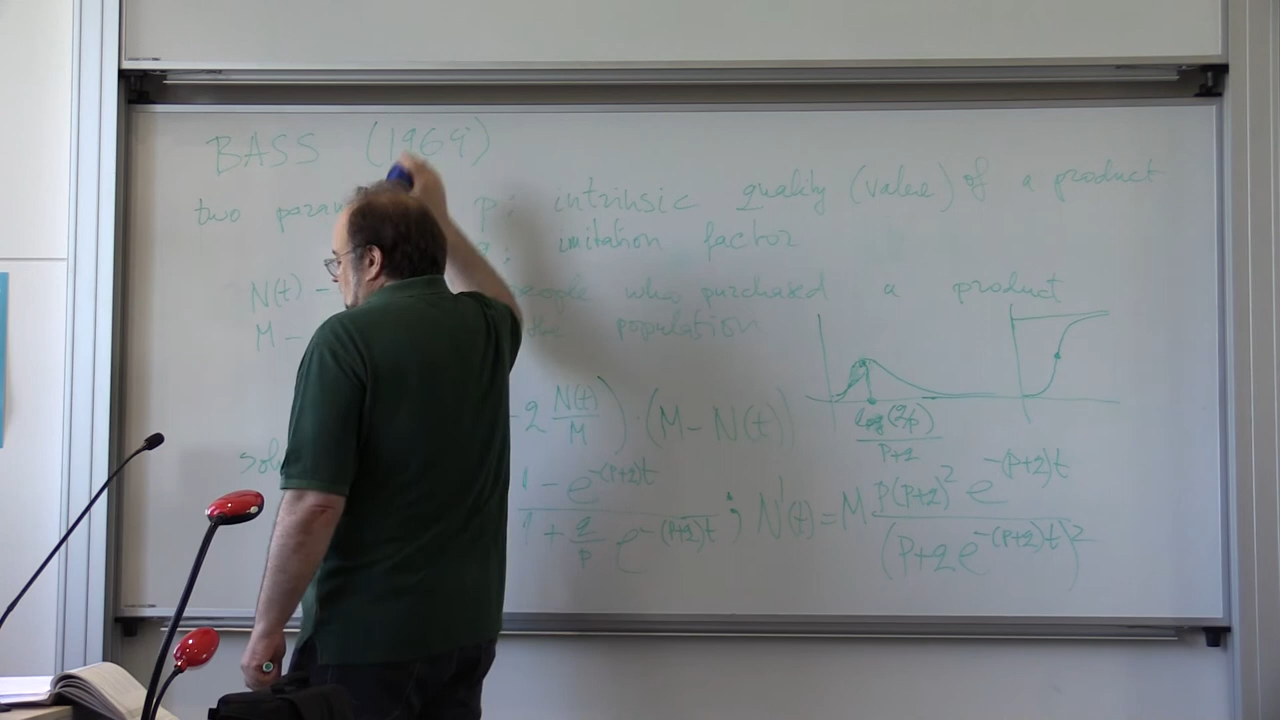 BASS (1969)
two param p: intrinsic quality (value) of a product
q: imitation factor
N(t) - people who purchased a product
M - the population
q N(t)/M ) · (M - N(t))
log(q/p)/p+q
sol 1 - e^-(p+q)t / 1 + q/p e^-(p+q)t ; N'(t) = M p(p+q)^2 e^-(p+q)t / (p+qe^-(p+q)t)^2